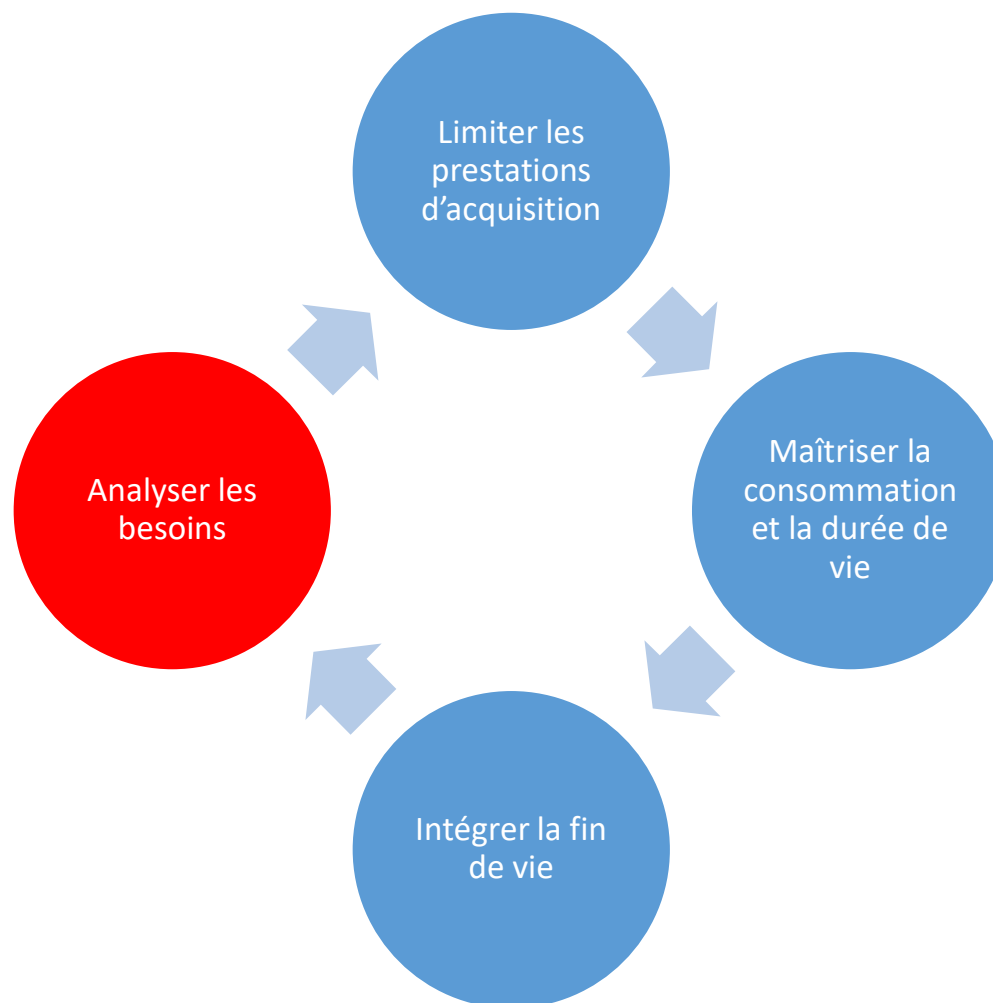 Limiter les
prestations
d’acquisition
Analyser les
besoins
Maîtriser la
consommation
et la durée de
vie
Intégrer la fin
de vie